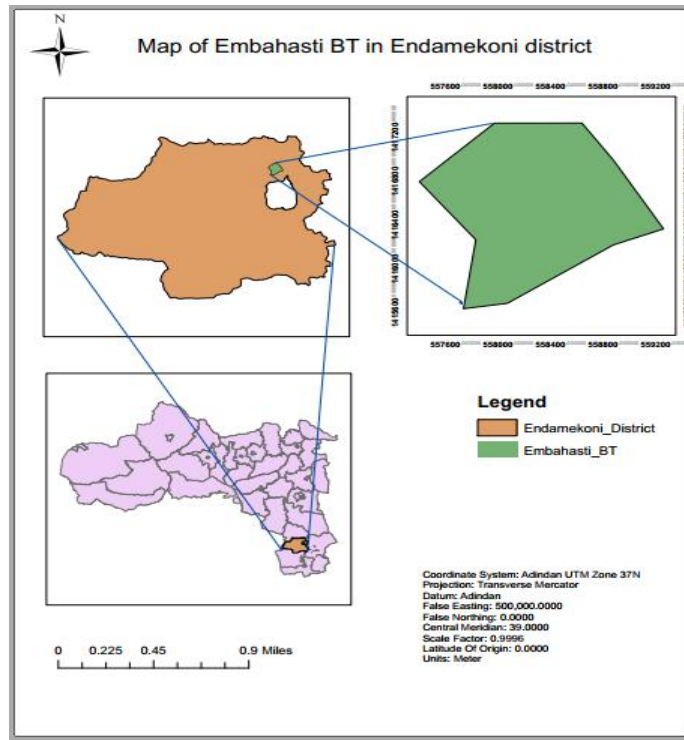 N
Map of Embahasti BT in Endamekoni district
557600 558000 558400 558800 559200
1417200
1416800
1416400
1416000
1415600
557600 558000 558400 558800 559200
Legend
Endamekoni_District
Embahasti_BT
Coordinate System: Adindan UTM Zone 37N
Projection: Transverse Mercator
Datum: Adindan
False Easting: 500,000.0000
False Northing: 0.0000
Central Meridian: 39.0000
Scale Factor: 0.9996
Latitude Of Origin: 0.0000
Units: Meter
0 0.225 0.45 0.9 Miles